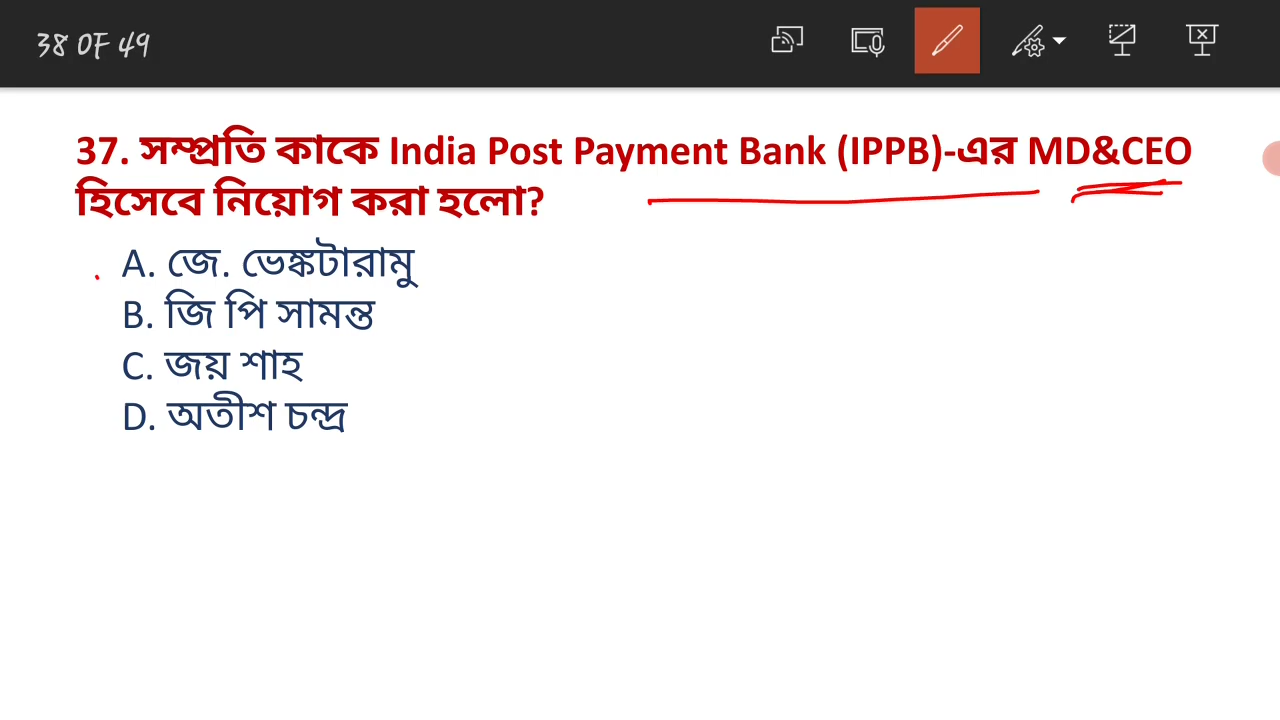 38 OF 49
37. সম্প্রতি কাকে India Post Payment Bank (IPPB)-এর MD&CEO
হিসেবে নিয়োগ করা হলো?
A. জে. ভেঙ্কটারামু
B. জি পি সামন্ত
C. জয় শাহ
D. অতীশ চন্দ্র